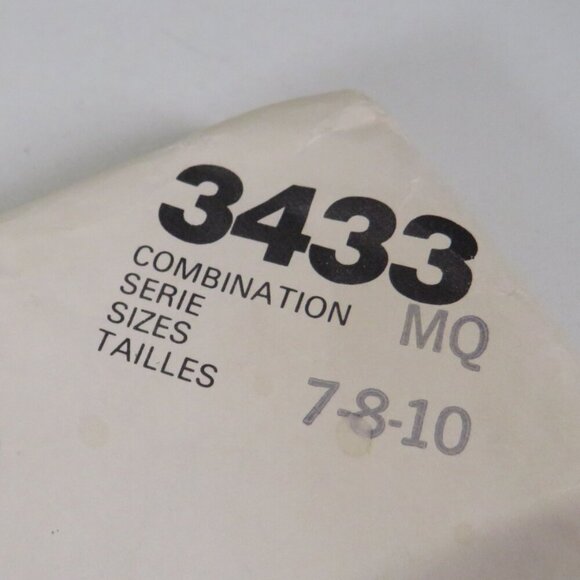 3433
COMBINATION
SERIE MQ
SIZES
TAILLES 7-8-10